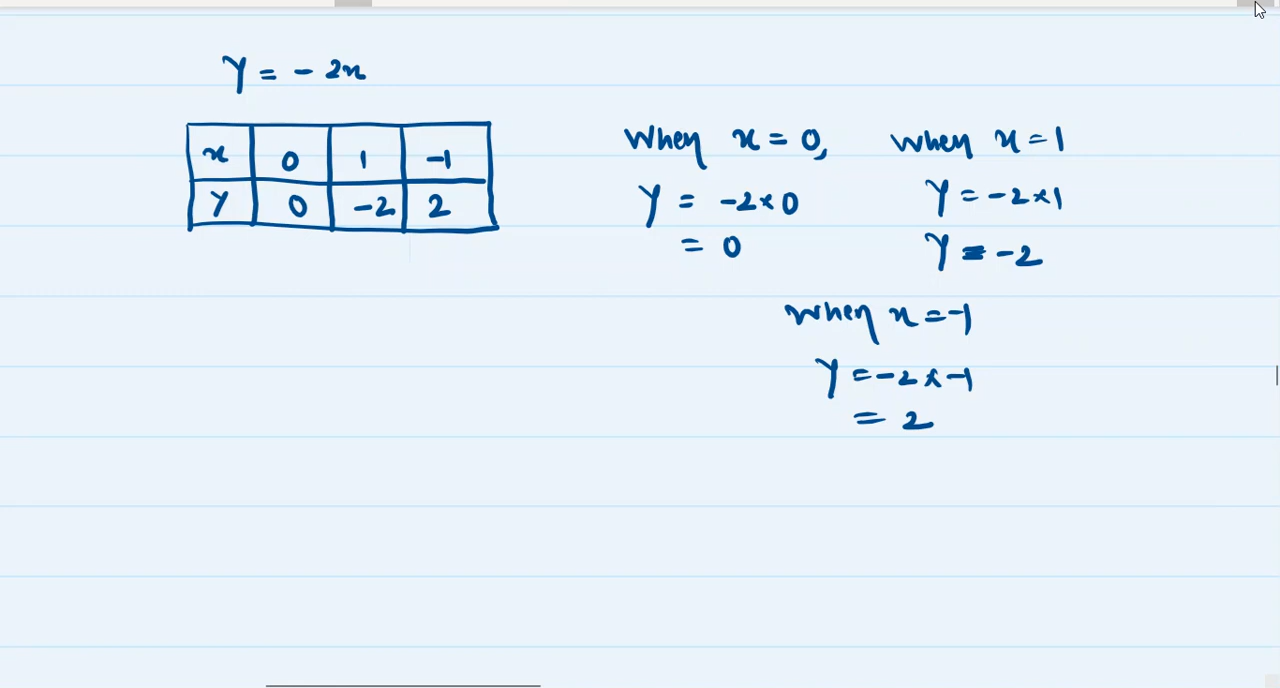 Y = - 2x
x 0 1 -1
Y 0 -2 2
When x = 0,
Y = -2×0
= 0
when x = 1
Y = -2×1
Y = -2
when x = -1
Y = -2×-1
= 2